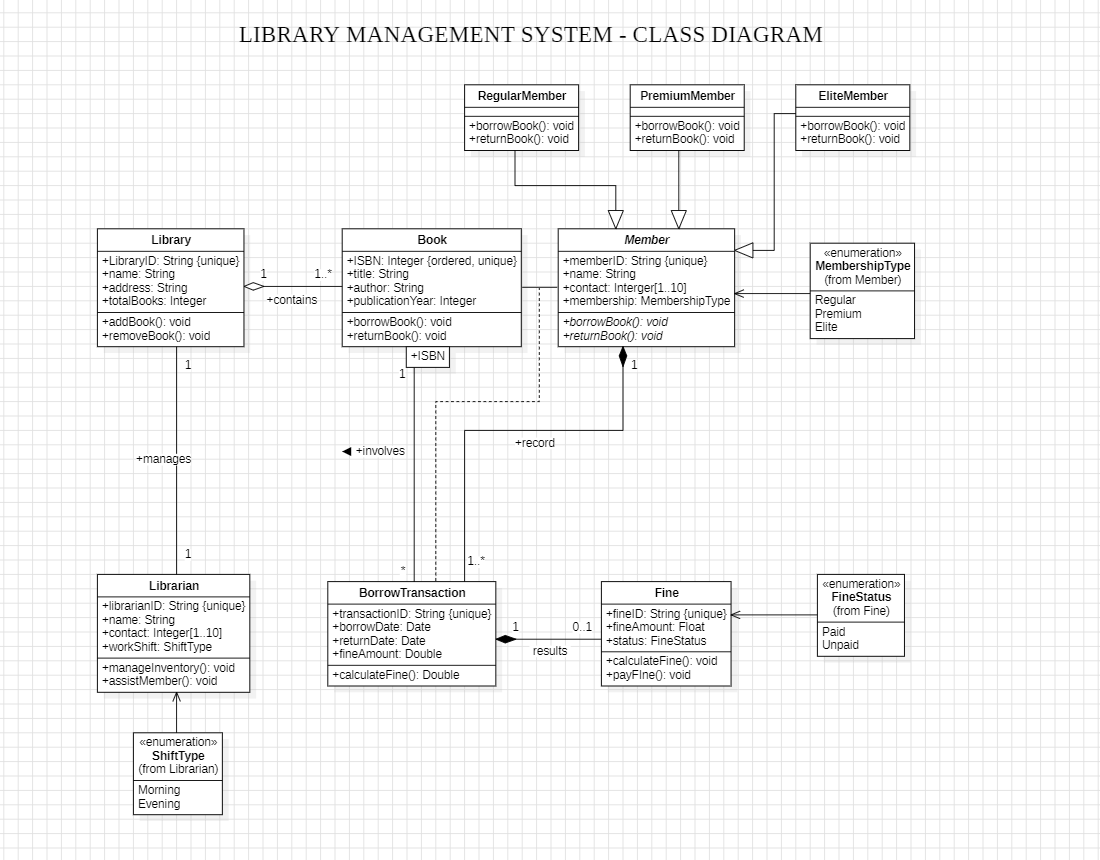 LIBRARY MANAGEMENT SYSTEM - CLASS DIAGRAM
RegularMember
+borrowBook(): void
+returnBook(): void
PremiumMember
+borrowBook(): void
+returnBook(): void
EliteMember
+borrowBook(): void
+returnBook(): void
Library
+LibraryID: String {unique}
+name: String
+address: String
+totalBooks: Integer
+addBook(): void
+removeBook(): void
1
1..*
+contains
Book
+ISBN: Integer {ordered, unique}
+title: String
+author: String
+publicationYear: Integer
+borrowBook(): void
+returnBook(): void
+ISBN
Member
+memberID: String {unique}
+name: String
+contact: Interger[1..10]
+membership: MembershipType
+borrowBook(): void
+returnBook(): void
«enumeration»
MembershipType
(from Member)
Regular
Premium
Elite
1
1
1
+manages
◄ +involves
+record
1
*
1..*
Librarian
+librarianID: String {unique}
+name: String
+contact: Integer[1..10]
+workShift: ShiftType
+manageInventory(): void
+assistMember(): void
BorrowTransaction
+transactionID: String {unique}
+borrowDate: Date
+returnDate: Date
+fineAmount: Double
+calculateFine(): Double
1
0..1
results
Fine
+fineID: String {unique}
+fineAmount: Float
+status: FineStatus
+calculateFine(): void
+payFIne(): void
«enumeration»
FineStatus
(from Fine)
Paid
Unpaid
«enumeration»
ShiftType
(from Librarian)
Morning
Evening